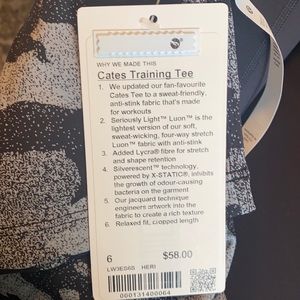 WHY WE MADE THIS
Cates Training Tee
1. We updated our fan-favourite
Cates Tee to a sweat-friendly,
anti-stink fabric that's made
for workouts
2. Seriously Light™ Luon™ is the
lightest version of our soft,
sweat-wicking, four-way stretch
Luon™ fabric with anti-stink
3. Added Lycra® fibre for stretch
and shape retention
4. Silverescent™ technology,
powered by X-STATIC®, inhibits
the growth of odour-causing
bacteria on the garment
5. Our jacquard technique
engineers artwork into the
fabric to create a rich texture
6. Relaxed fit, cropped length
6 $58.00
LW3ES6S HERI
000131400064